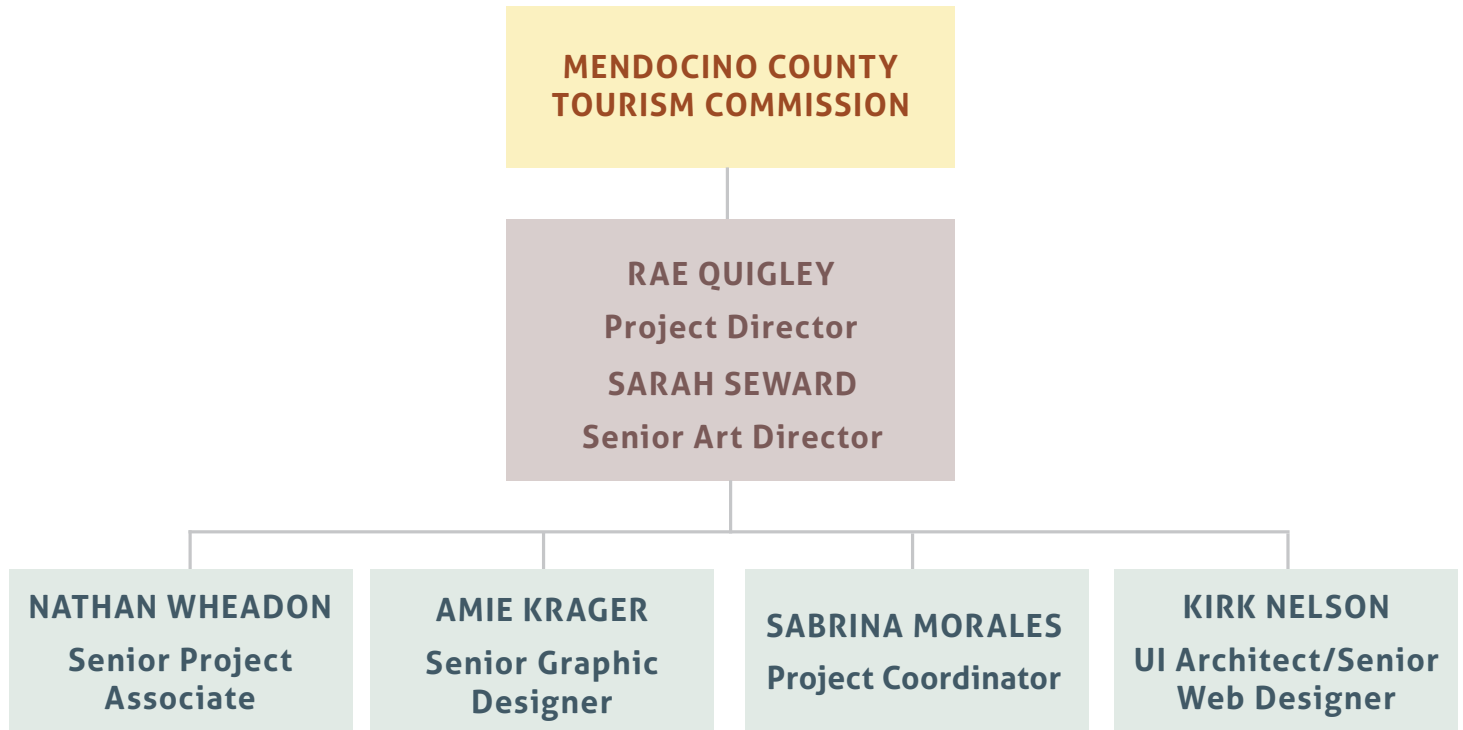 MENDOCINO COUNTY
TOURISM COMMISSION
RAE QUIGLEY
Project Director
SARAH SEWARD
Senior Art Director
NATHAN WHEADON
Senior Project
Associate
AMIE KRAGER
Senior Graphic
Designer
SABRINA MORALES
Project Coordinator
KIRK NELSON
UI Architect/Senior
Web Designer